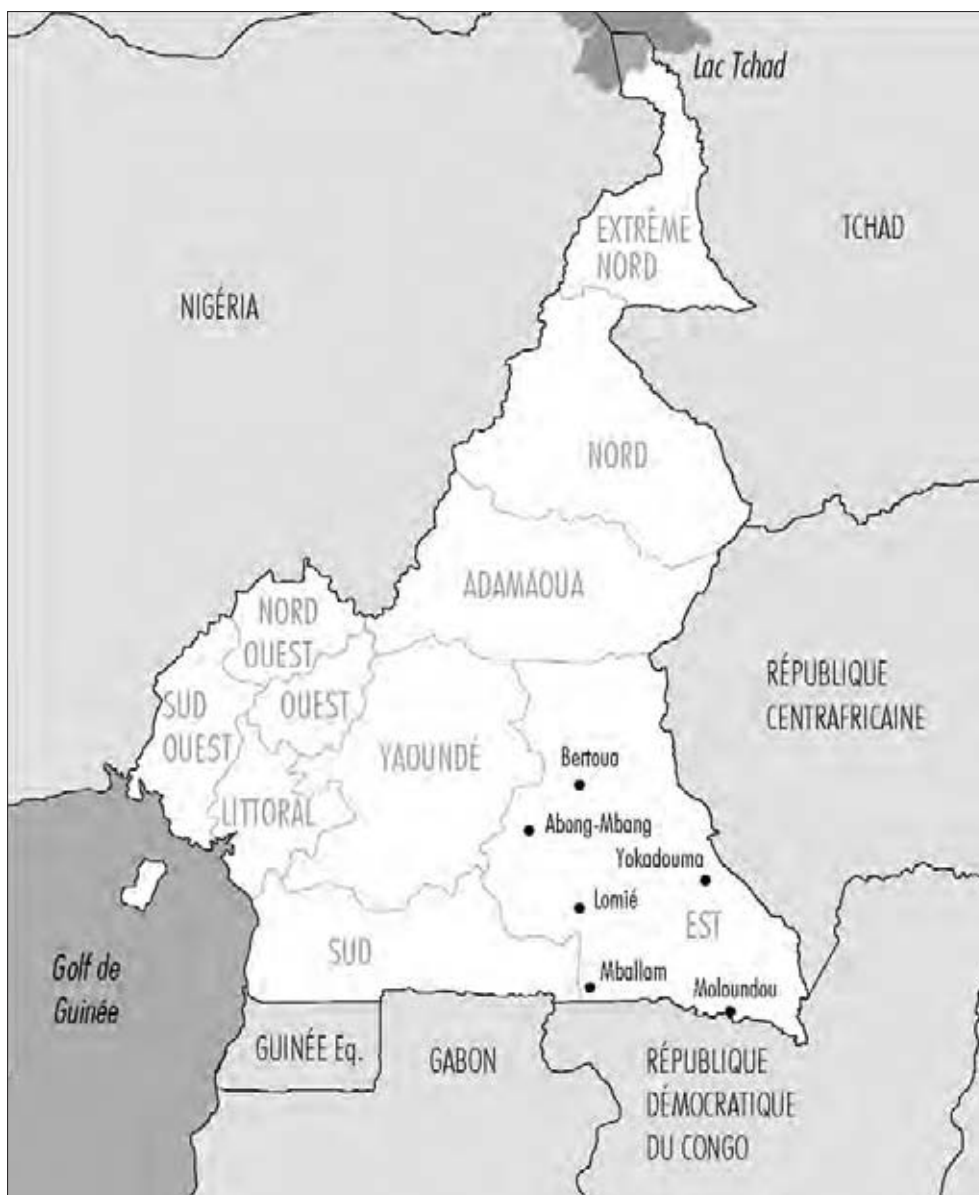 Lac Tchad
EXTRÊME
NORD
TCHAD
NIGÉRIA
NORD
ADAMAOUA
NORD
OUEST
SUD
OUEST
OUEST
YAOUNDÉ
LITTORAL
RÉPUBLIQUE
CENTRAFRICAINE
Bertoua
Abong-Mbang
Yokadouma
Lomié
EST
SUD
Mballam
Moloundou
Golf de
Guinée
GUINÉE Eq.
GABON
RÉPUBLIQUE
DÉMOCRATIQUE
DU CONGO